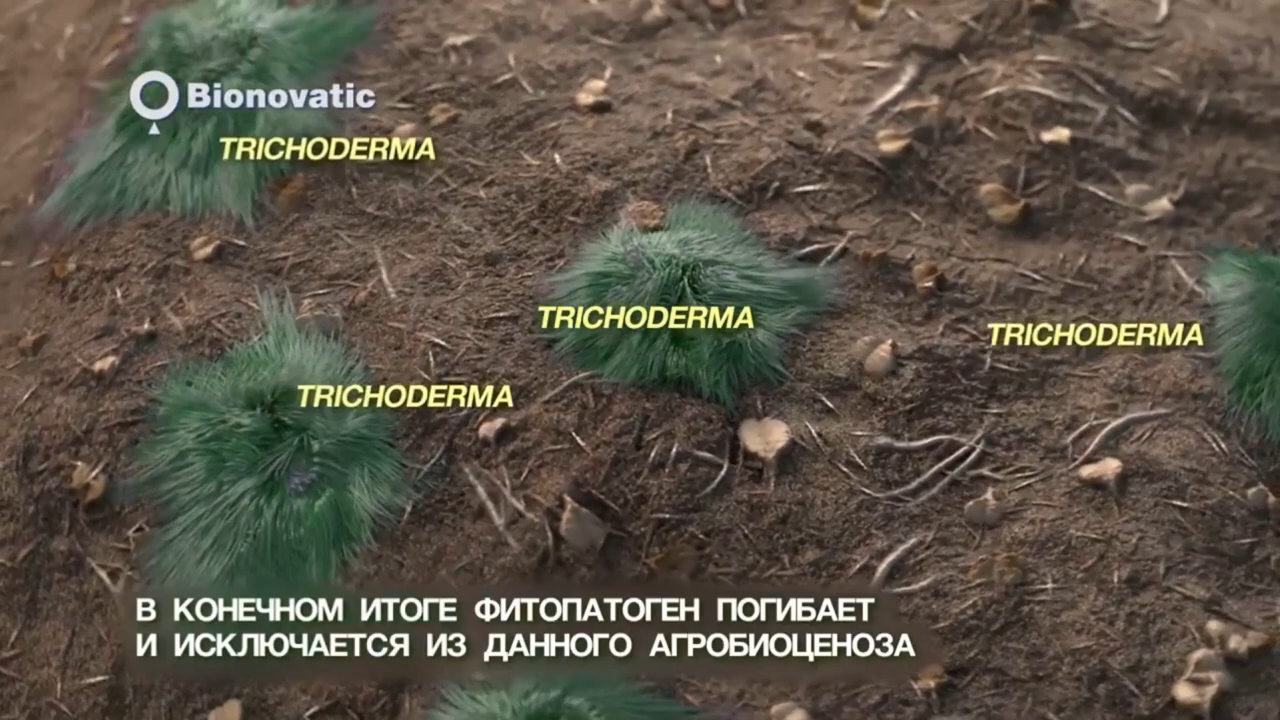 Bionovatic
TRICHODERMA
TRICHODERMA
TRICHODERMA
TRICHODERMA
В КОНЕЧНОМ ИТОГЕ ФИТОПАТОГЕН ПОГИБАЕТ
И ИСКЛЮЧАЕТСЯ ИЗ ДАННОГО АГРОБИОЦЕНОЗА